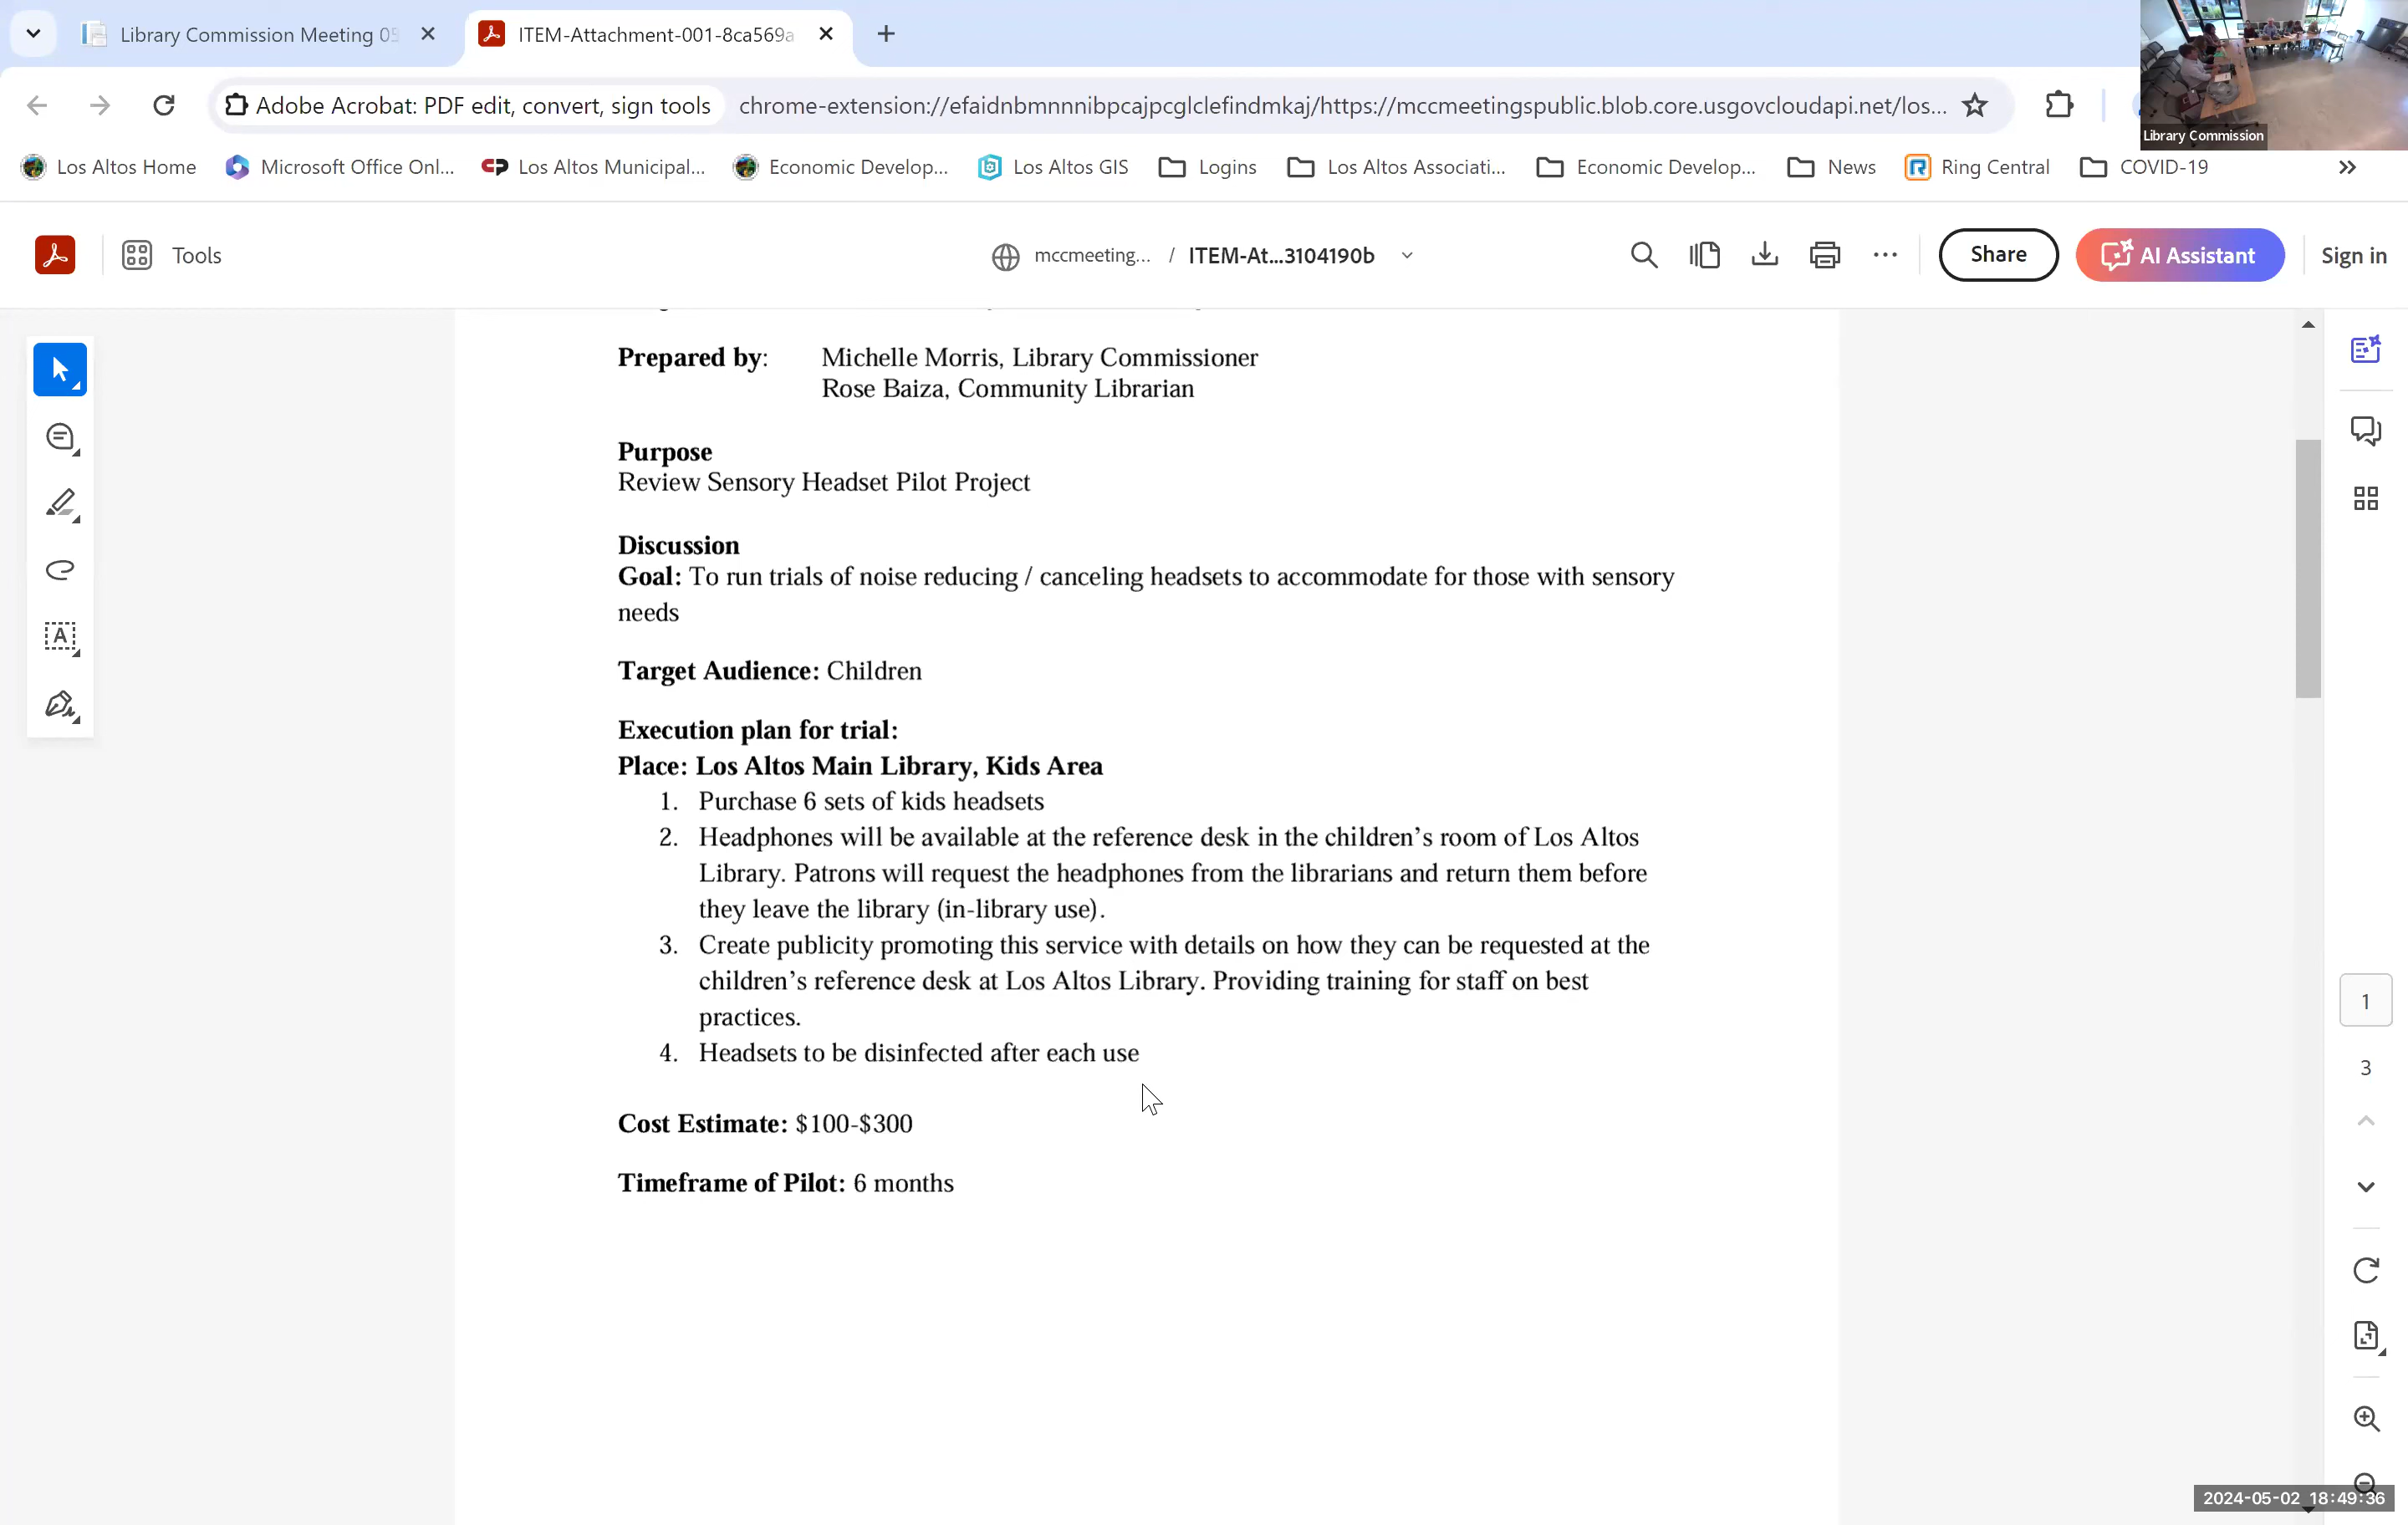 Library Commission Meeting 05
ITEM-Attachment-001-8ca569a
Library Commission
Adobe Acrobat: PDF edit, convert, sign tools
chrome-extension://efaidnbmnnnibpcajpcglclefindmkaj/https://mccmeetingspublic.blob.core.usgovcloudapi.net/los...
Los Altos Home
Microsoft Office Onl...
Los Altos Municipal...
Economic Develop...
Los Altos GIS
Logins
Los Altos Associati...
Economic Develop...
News
Ring Central
COVID-19
Tools
mccmeeting... / ITEM-At...3104190b
Share
AI Assistant
Sign in
Prepared by: Michelle Morris, Library Commissioner
Rose Baiza, Community Librarian
Purpose
Review Sensory Headset Pilot Project
Discussion
Goal: To run trials of noise reducing / canceling headsets to accommodate for those with sensory
needs
Target Audience: Children
Execution plan for trial:
Place: Los Altos Main Library, Kids Area
1. Purchase 6 sets of kids headsets
2. Headphones will be available at the reference desk in the children’s room of Los Altos
Library. Patrons will request the headphones from the librarians and return them before
they leave the library (in-library use).
3. Create publicity promoting this service with details on how they can be requested at the
children’s reference desk at Los Altos Library. Providing training for staff on best
practices.
4. Headsets to be disinfected after each use
Cost Estimate: $100-$300
Timeframe of Pilot: 6 months
1
3
2024-05-02 18:49:36